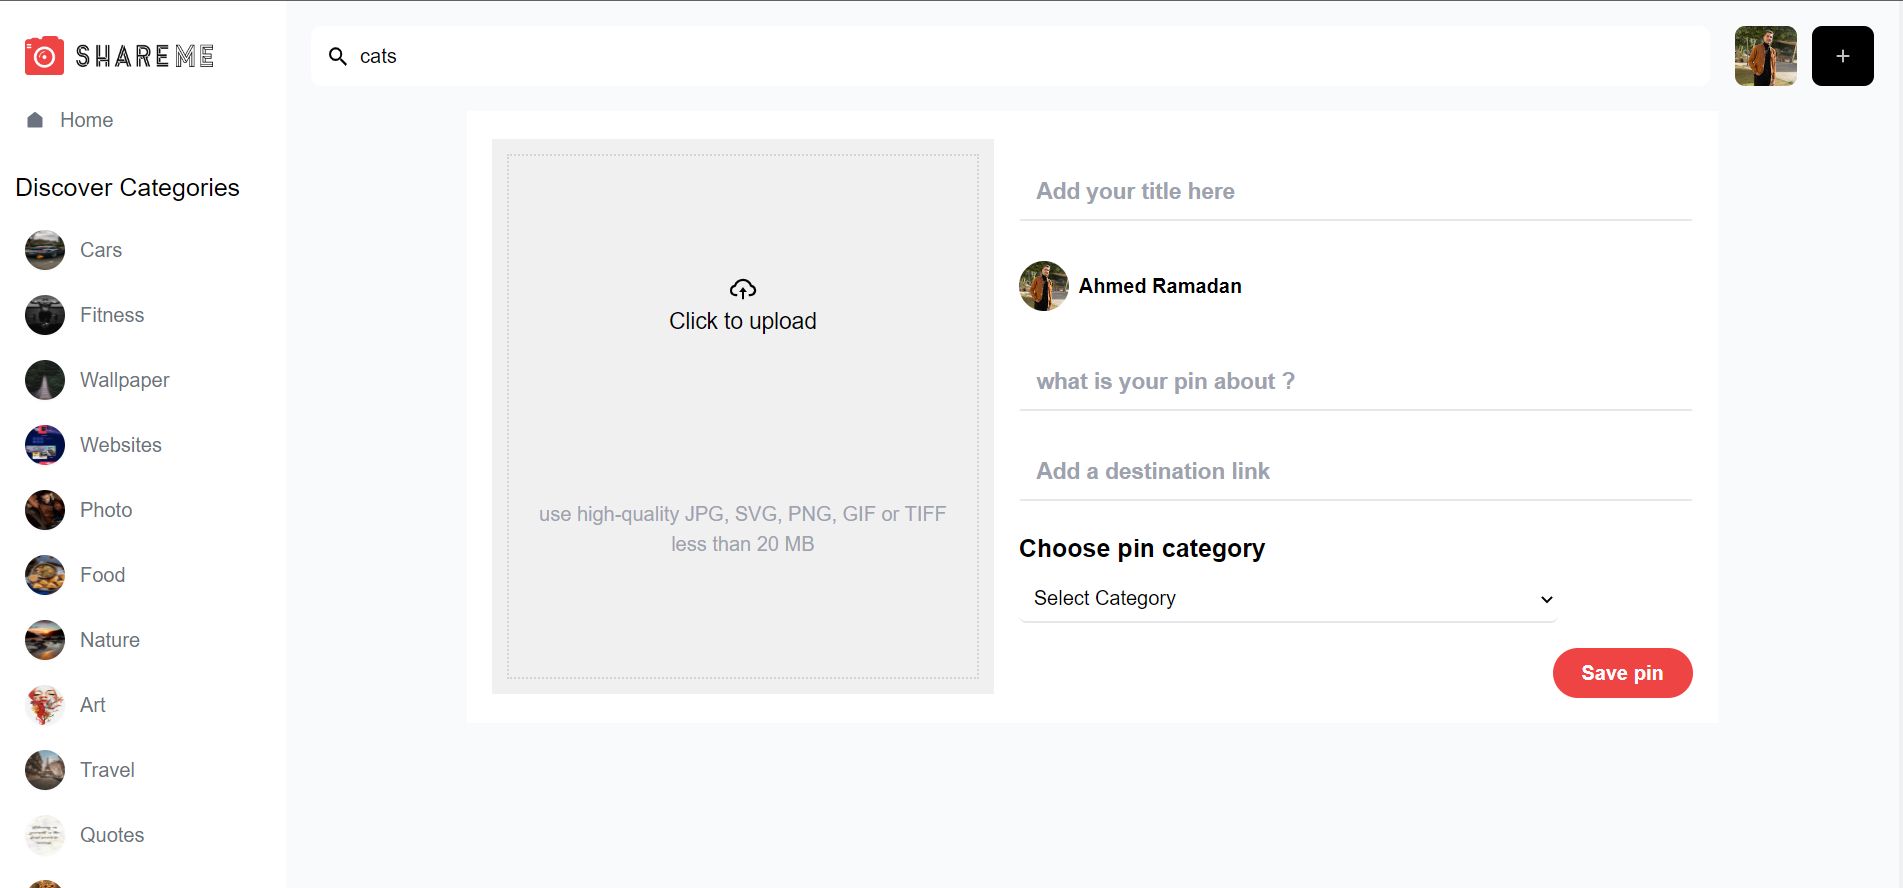 SHAREME
cats
+
Home
Discover Categories
Cars
Fitness
Wallpaper
Websites
Photo
Food
Nature
Art
Travel
Quotes
Click to upload
use high-quality JPG, SVG, PNG, GIF or TIFF
less than 20 MB
Add your title here
Ahmed Ramadan
what is your pin about ?
Add a destination link
Choose pin category
Select Category
Save pin